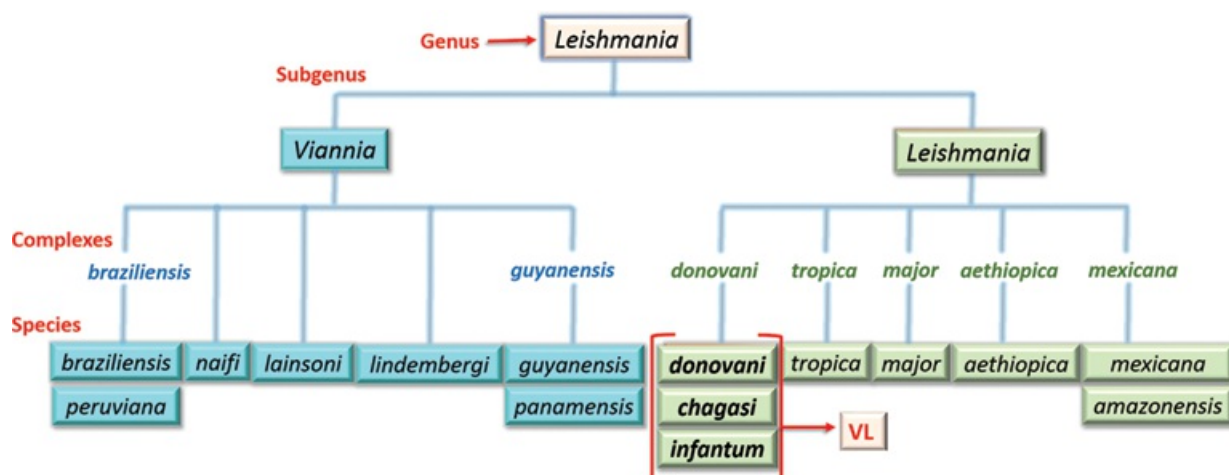 Genus Leishmania
Subgenus
Viannia Leishmania
Complexes
braziliensis guyanensis donovani tropica major aethiopica mexicana
Species
braziliensis naifi lainsoni lindembergi guyanensis donovani tropica major aethiopica mexicana
peruviana panamensis chagasi amazonensis
VL
infantum